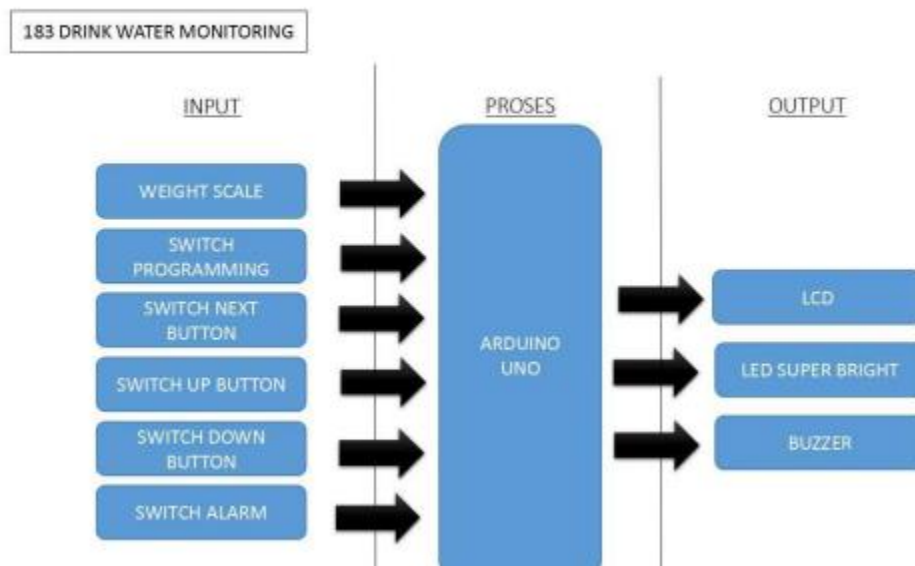 183 DRINK WATER MONITORING
INPUT
PROSES
OUTPUT
WEIGHT SCALE
SWITCH
PROGRAMMING
SWITCH NEXT
BUTTON
SWITCH UP BUTTON
SWITCH DOWN
BUTTON
SWITCH ALARM
ARDUINO
UNO
LCD
LED SUPER BRIGHT
BUZZER